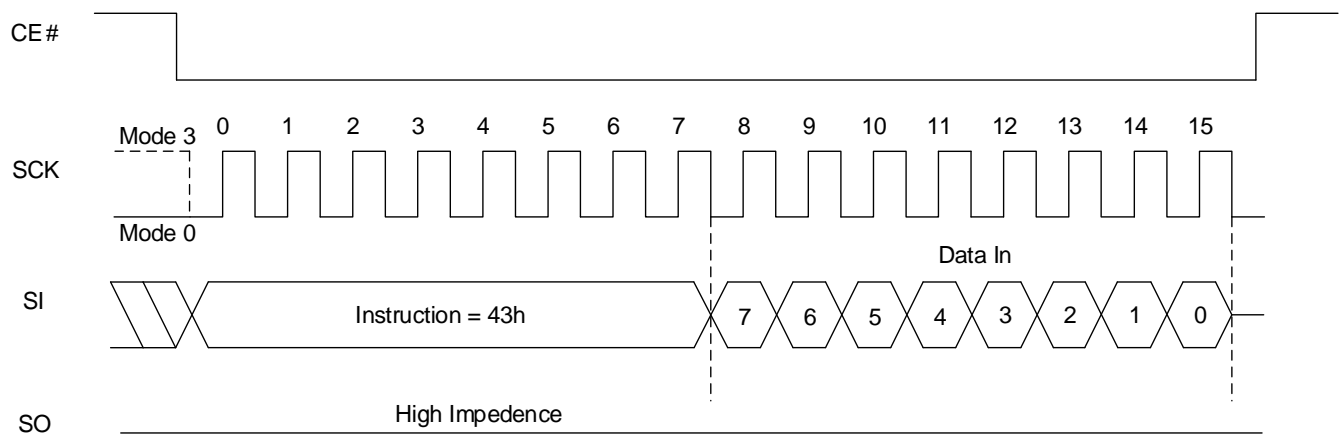 CE#
0 1 2 3 4 5 6 7 8 9 10 11 12 13 14 15
Mode 3
SCK
Mode 0
Data In
SI
Instruction = 43h
7 6 5 4 3 2 1 0
High Impedence
SO